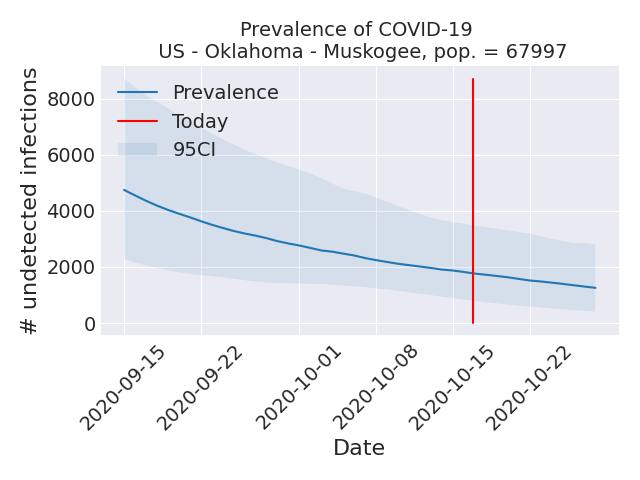 Prevalence of COVID-19
US - Oklahoma - Muskogee, pop. = 67997
# undetected infections
8000
6000
4000
2000
0
Prevalence
Today
95CI
2020-09-15
2020-09-22
2020-10-01
2020-10-08
2020-10-15
2020-10-22
Date